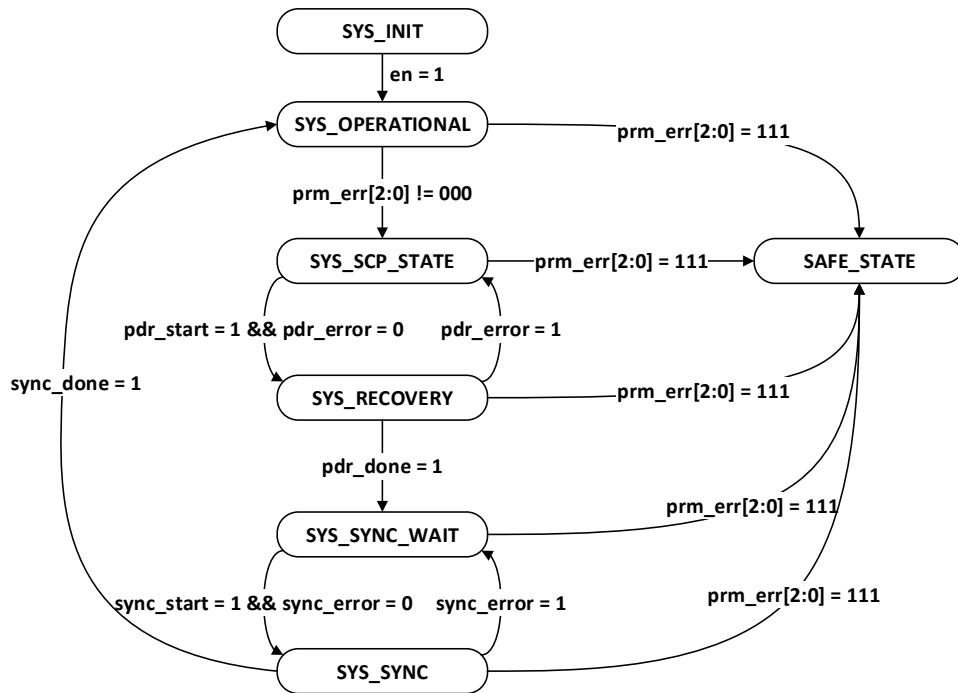 SYS_INIT
en = 1
SYS_OPERATIONAL
prm_err[2:0] = 111
prm_err[2:0] != 000
SYS_SCP_STATE
prm_err[2:0] = 111
SAFE_STATE
pdr_start = 1 && pdr_error = 0
pdr_error = 1
sync_done = 1
SYS_RECOVERY
prm_err[2:0] = 111
pdr_done = 1
prm_err[2:0] = 111
SYS_SYNC_WAIT
sync_start = 1 && sync_error = 0
sync_error = 1
prm_err[2:0] = 111
SYS_SYNC